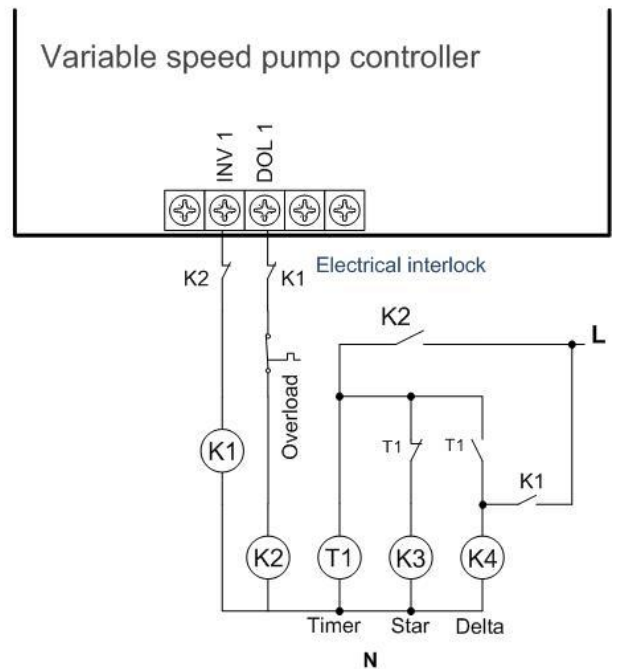 Variable speed pump controller
INV 1
DOL 1
K2
K1
Electrical interlock
K2
L
Overload
T1
T1
K1
K1
K2
T1
K3
K4
Timer
Star
Delta
N